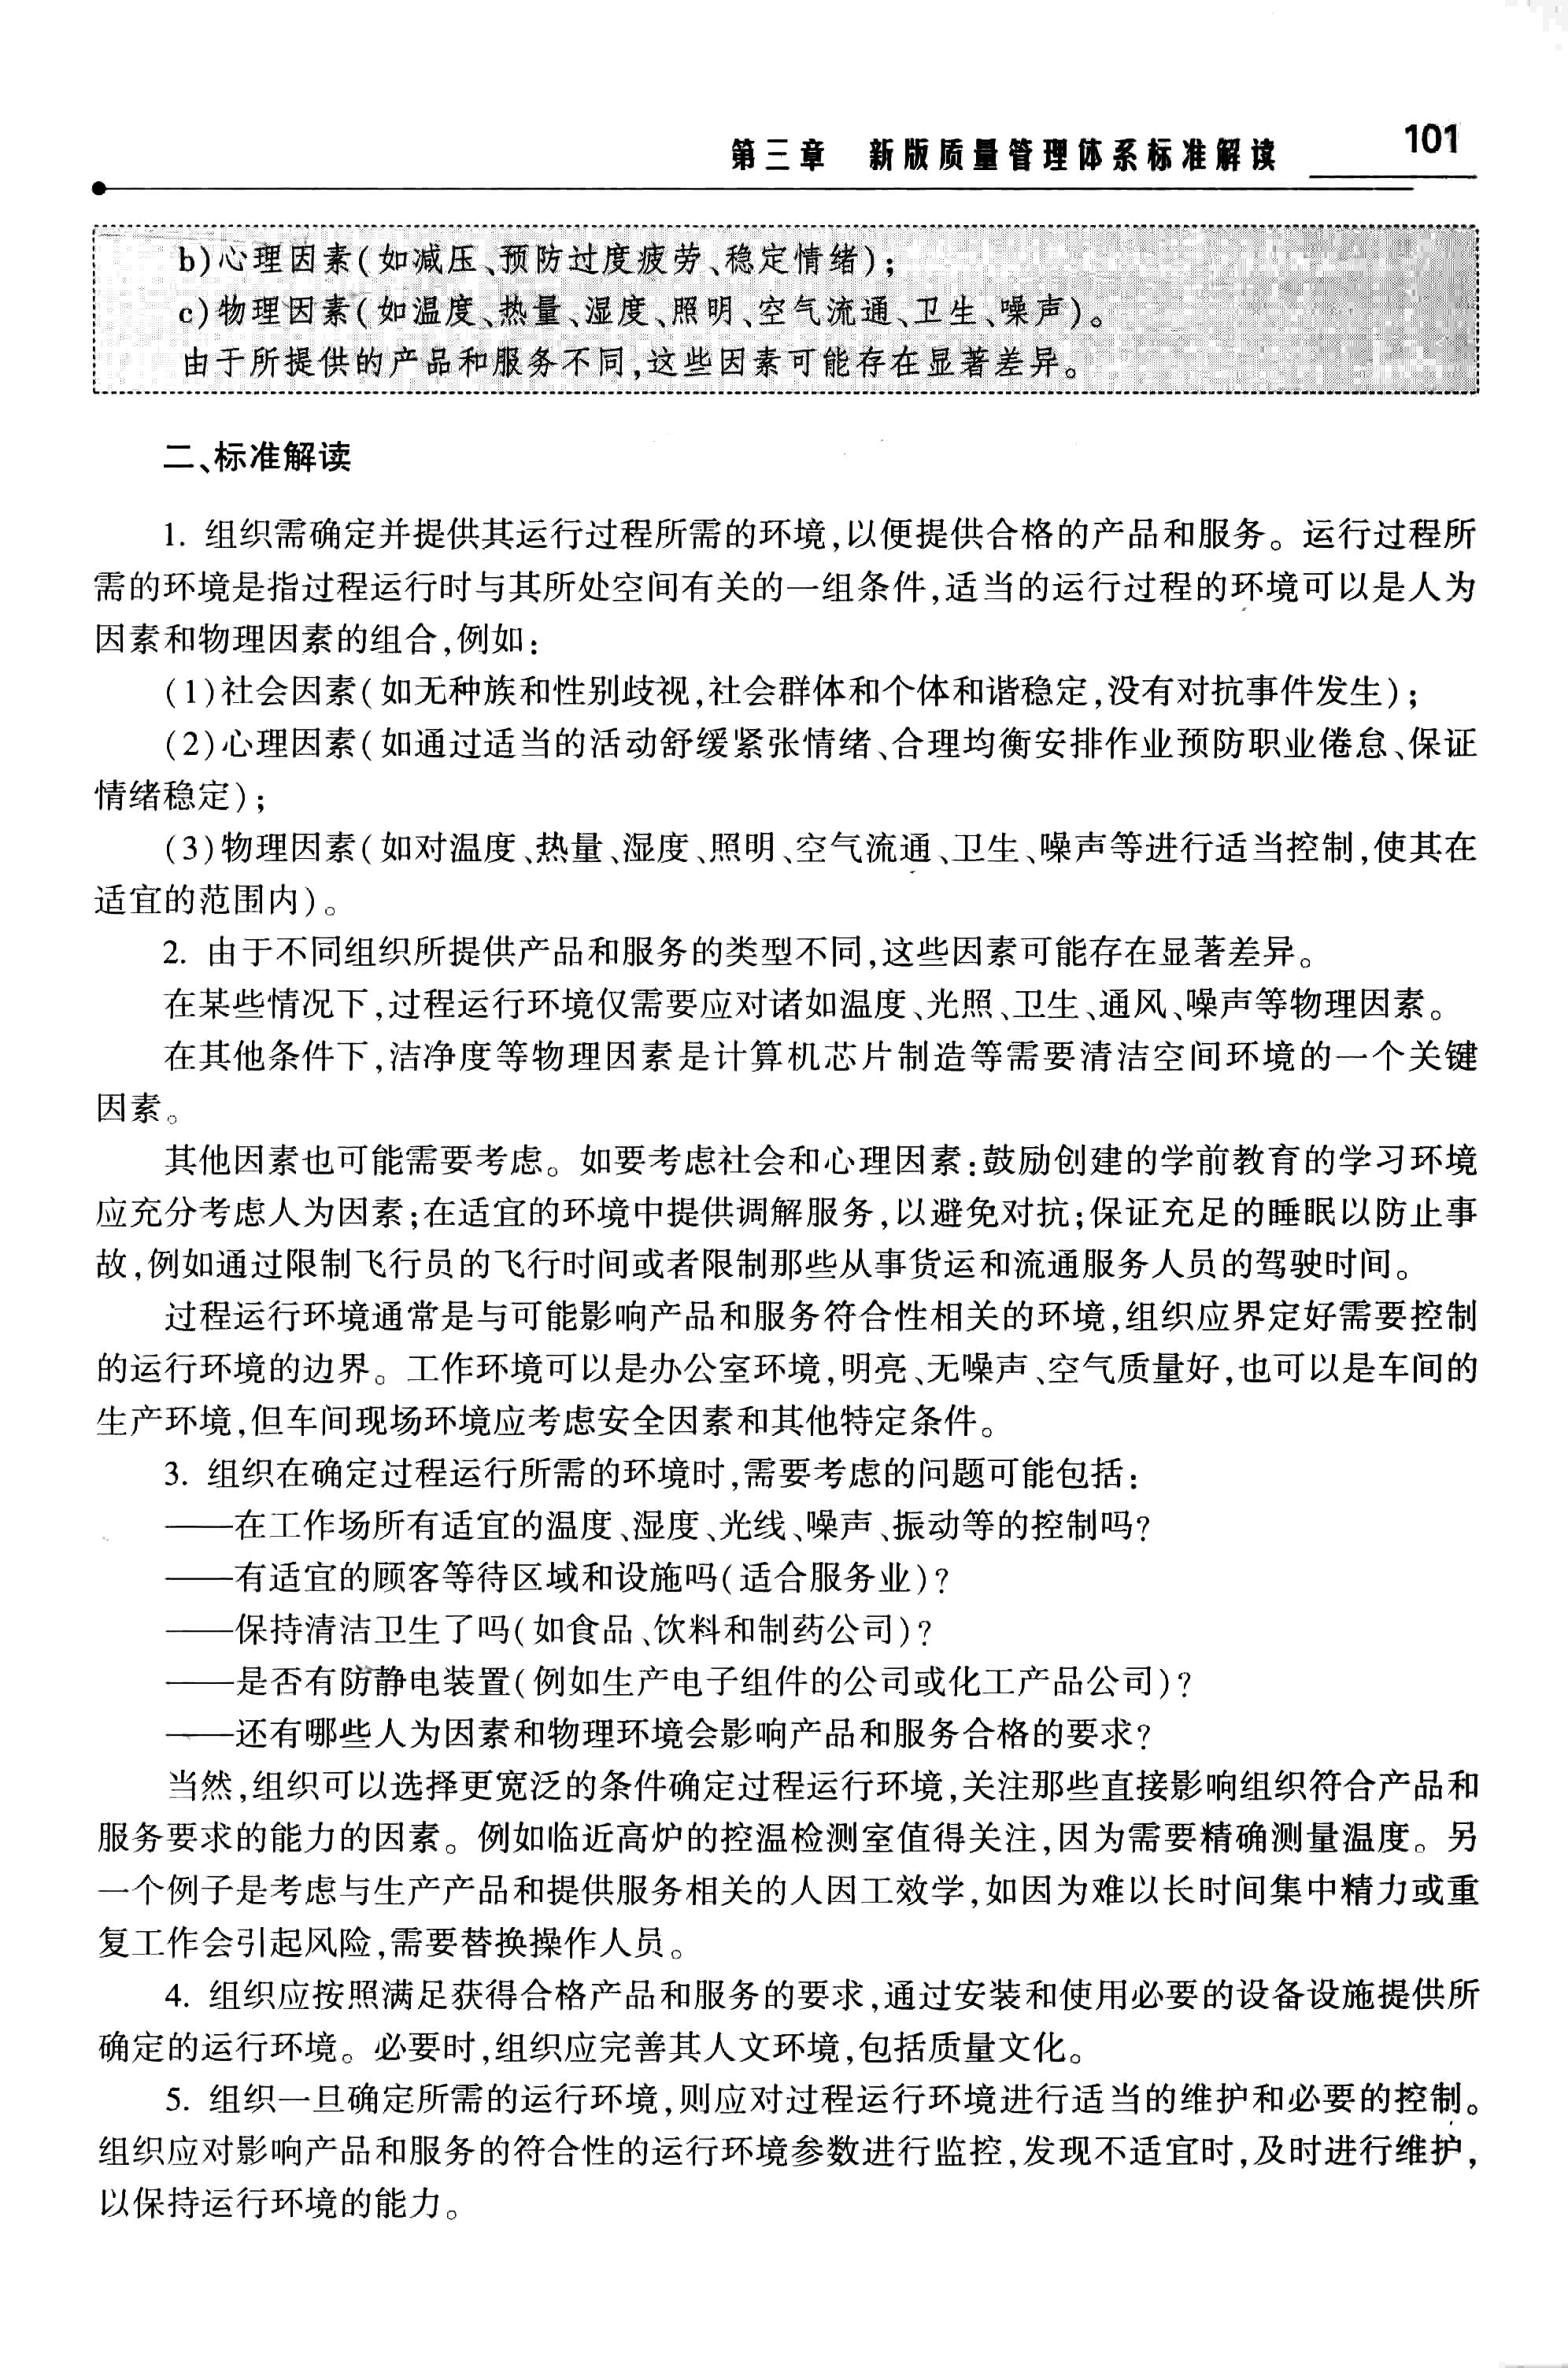 第三章 新版质量管理体系标准解读 101
b)心理因素(如减压、预防过度疲劳、稳定情绪);
c)物理因素(如温度、热量、湿度、照明、空气流通、卫生、噪声)。
由于所提供的产品和服务不同,这些因素可能存在显著差异。
二、标准解读
1. 组织需确定并提供其运行过程所需的环境,以便提供合格的产品和服务。运行过程所
需的环境是指过程运行时与其所处空间有关的一组条件,适当的运行过程的环境可以是人为
因素和物理因素的组合,例如:
(1)社会因素(如无种族和性别歧视,社会群体和个体和谐稳定,没有对抗事件发生);
(2)心理因素(如通过适当的活动舒缓紧张情绪、合理均衡安排作业预防职业倦怠、保证
情绪稳定);
(3)物理因素(如对温度、热量、湿度、照明、空气流通、卫生、噪声等进行适当控制,使其在
适宜的范围内)。
2. 由于不同组织所提供产品和服务的类型不同,这些因素可能存在显著差异。
在某些情况下,过程运行环境仅需要应对诸如温度、光照、卫生、通风、噪声等物理因素。
在其他条件下,洁净度等物理因素是计算机芯片制造等需要清洁空间环境的一个关键
因素。
其他因素也可能需要考虑。如要考虑社会和心理因素:鼓励创建的学前教育的学习环境
应充分考虑人为因素;在适宜的环境中提供调解服务,以避免对抗;保证充足的睡眠以防止事
故,例如通过限制飞行员的飞行时间或者限制那些从事货运和流通服务人员的驾驶时间。
过程运行环境通常是与可能影响产品和服务符合性相关的环境,组织应界定好需要控制
的运行环境的边界。工作环境可以是办公室环境,明亮、无噪声、空气质量好,也可以是车间的
生产环境,但车间现场环境应考虑安全因素和其他特定条件。
3. 组织在确定过程运行所需的环境时,需要考虑的问题可能包括:
——在工作场所有适宜的温度、湿度、光线、噪声、振动等的控制吗?
——有适宜的顾客等待区域和设施吗(适合服务业)?
——保持清洁卫生了吗(如食品、饮料和制药公司)?
——是否有防静电装置(例如生产电子组件的公司或化工产品公司)?
——还有哪些人为因素和物理环境会影响产品和服务合格的要求?
当然,组织可以选择更宽泛的条件确定过程运行环境,关注那些直接影响组织符合产品和
服务要求的能力的因素。例如临近高炉的控温检测室值得关注,因为需要精确测量温度。另
一个例子是考虑与生产产品和提供服务相关的人因工效学,如因为难以长时间集中精力或重
复工作会引起风险,需要替换操作人员。
4. 组织应按照满足获得合格产品和服务的要求,通过安装和使用必要的设备设施提供所
确定的运行环境。必要时,组织应完善其人文环境,包括质量文化。
5. 组织一旦确定所需的运行环境,则应对过程运行环境进行适当的维护和必要的控制。
组织应对影响产品和服务的符合性的运行环境参数进行监控,发现不适宜时,及时进行维护,
以保持运行环境的能力。